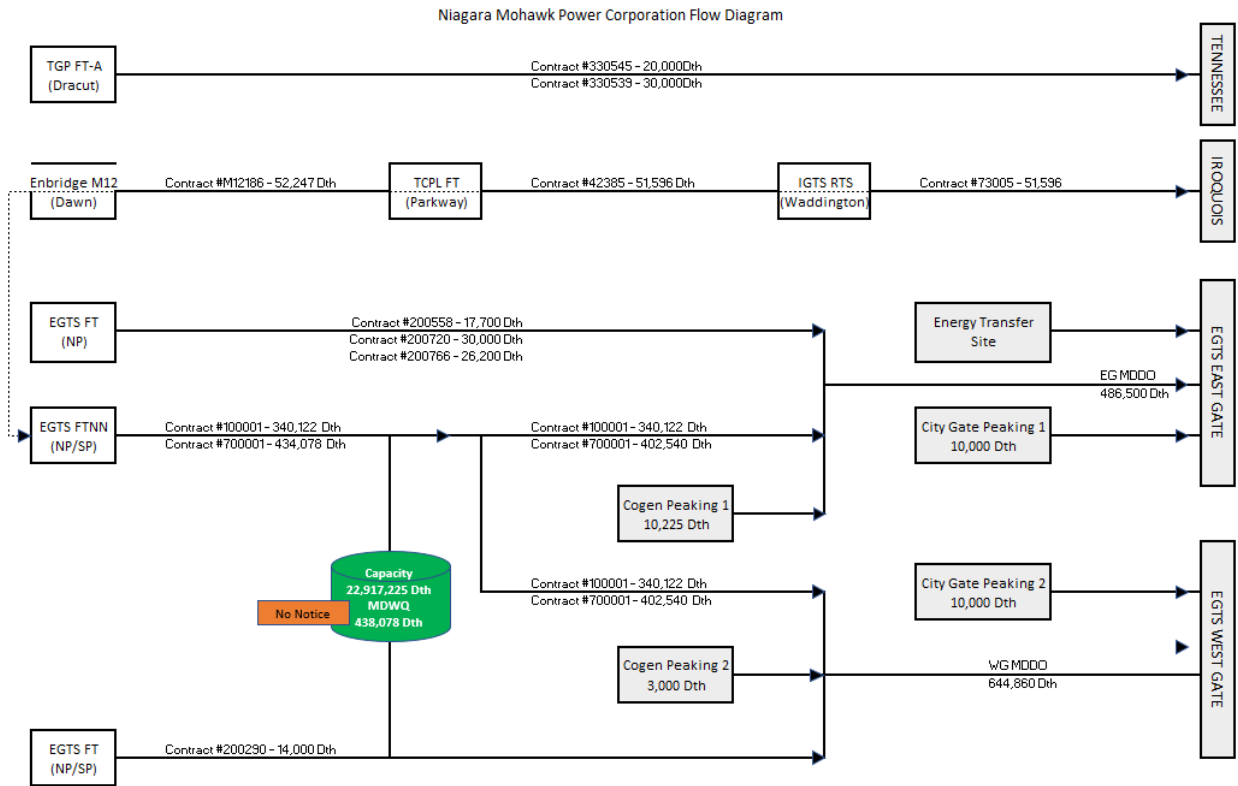 Niagara Mohawk Power Corporation Flow Diagram
TGP FT-A
(Dracut)
Contract #330545 - 20,000Dth
Contract #330539 - 30,000Dth
TENNESSEE
Enbridge M12
(Dawn)
Contract #M12186 - 52,247 Dth
TCPL FT
(Parkway)
Contract #42385 - 51,596 Dth
IGTS RTS
(Waddington)
Contract #73005 - 51,596
IROQUOIS
EGTS FT
(NP)
Contract #200558 - 17,700 Dth
Contract #200720 - 30,000 Dth
Contract #200766 - 26,200 Dth
Energy Transfer
Site
EG MDDO
486,500 Dth
EGTS EAST GATE
EGTS FTNN
(NP/SP)
Contract #100001 - 340,122 Dth
Contract #700001 - 434,078 Dth
Contract #100001 - 340,122 Dth
Contract #700001 - 402,540 Dth
City Gate Peaking 1
10,000 Dth
Cogen Peaking 1
10,225 Dth
Capacity
22,917,225 Dth
MDWQ
438,078 Dth
No Notice
Contract #100001 - 340,122 Dth
Contract #700001 - 402,540 Dth
City Gate Peaking 2
10,000 Dth
Cogen Peaking 2
3,000 Dth
WG MDDO
644,860 Dth
EGTS WEST GATE
EGTS FT
(NP/SP)
Contract #200290 - 14,000 Dth